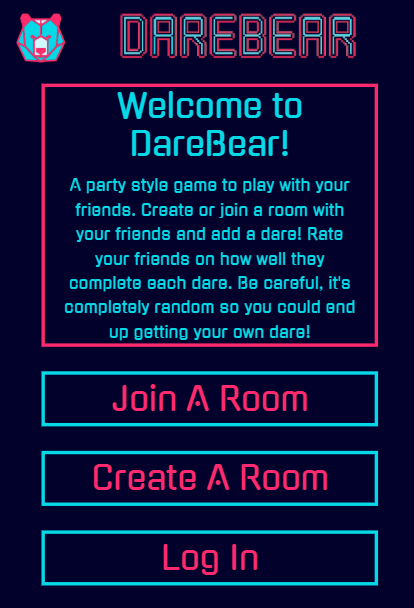 DAREBEAR
Welcome to
DareBear!
A party style game to play with your
friends. Create or join a room with
your friends and add a dare! Rate
your friends on how well they
complete each dare. Be careful, it's
completely random so you could end
up getting your own dare!
Join A Room
Create A Room
Log In